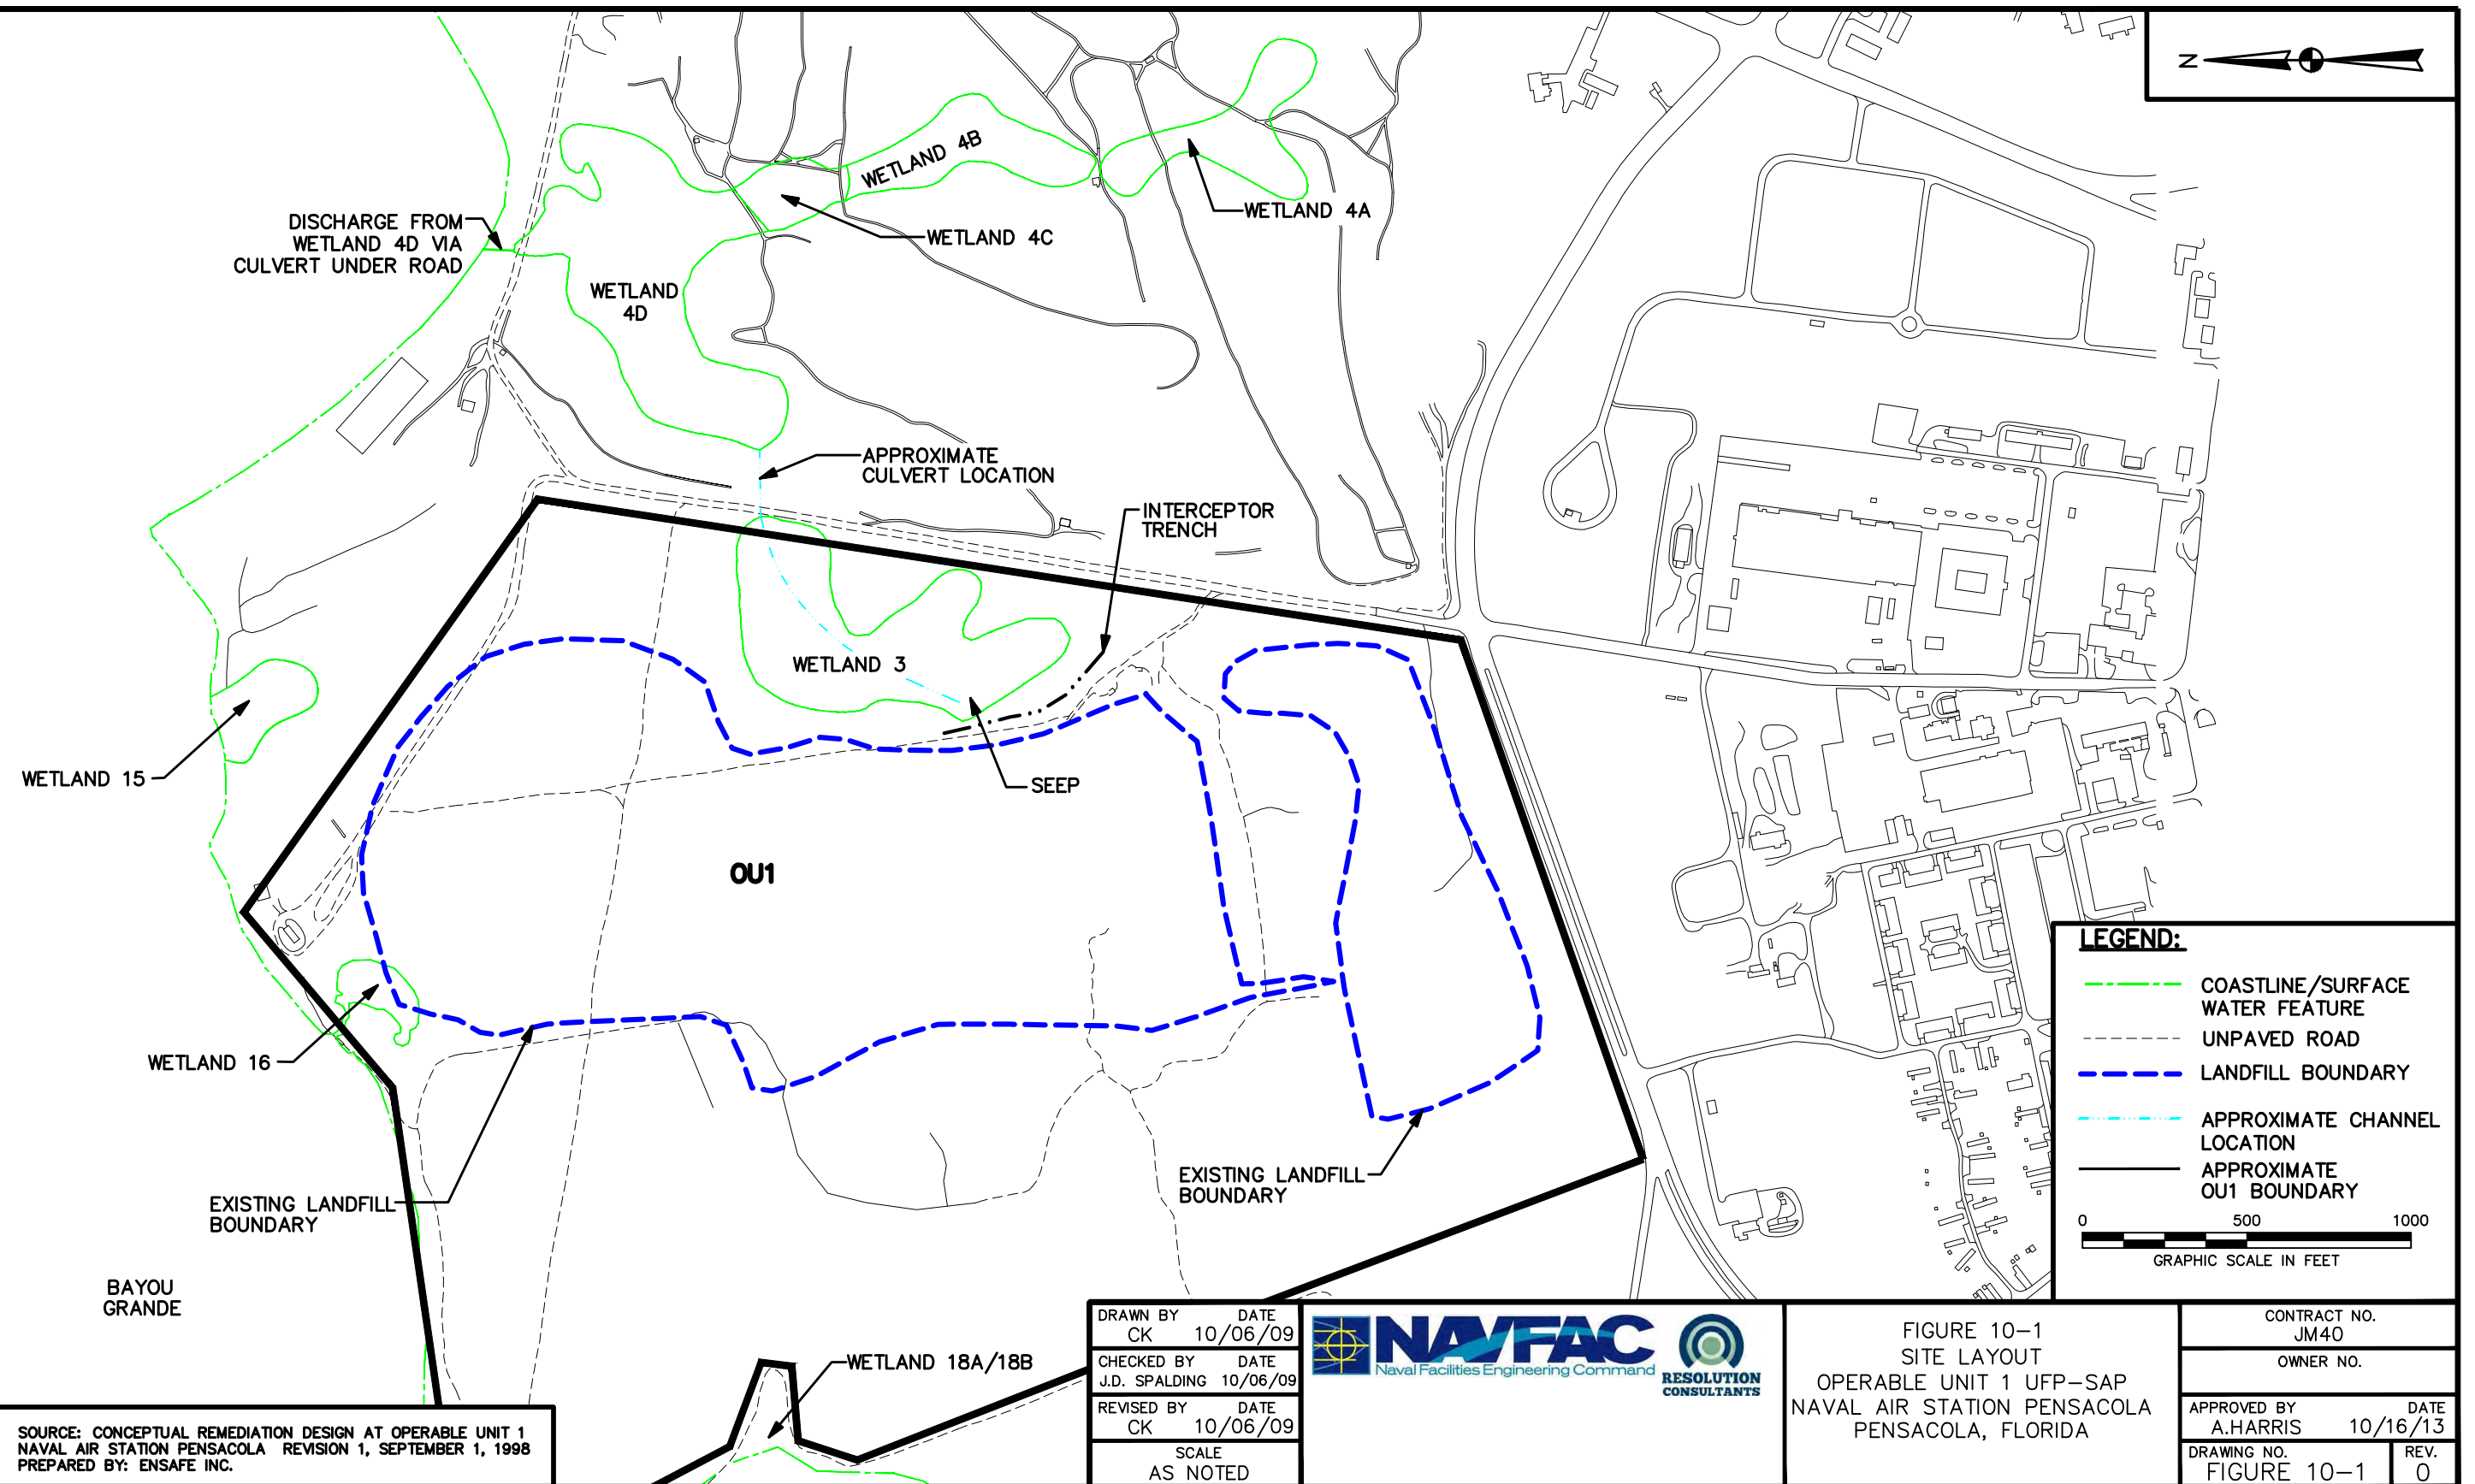 N
WETLAND 4B
WETLAND 4A
WETLAND 4C
DISCHARGE FROM
WETLAND 4D VIA
CULVERT UNDER ROAD
WETLAND
4D
APPROXIMATE
CULVERT LOCATION
INTERCEPTOR
TRENCH
WETLAND 3
WETLAND 15
SEEP
OU1
WETLAND 16
EXISTING LANDFILL
BOUNDARY
EXISTING LANDFILL
BOUNDARY
BAYOU
GRANDE
WETLAND 18A/18B
LEGEND:
COASTLINE/SURFACE
WATER FEATURE
UNPAVED ROAD
LANDFILL BOUNDARY
APPROXIMATE CHANNEL
LOCATION
APPROXIMATE
OU1 BOUNDARY
0 500 1000
GRAPHIC SCALE IN FEET
SOURCE: CONCEPTUAL REMEDIATION DESIGN AT OPERABLE UNIT 1
NAVAL AIR STATION PENSACOLA REVISION 1, SEPTEMBER 1, 1998
PREPARED BY: ENSAFE INC.
DRAWN BY DATE
CK 10/06/09
CHECKED BY DATE
J.D. SPALDING 10/06/09
REVISED BY DATE
CK 10/06/09
SCALE
AS NOTED
NAVFAC
Naval Facilities Engineering Command
RESOLUTION
CONSULTANTS
FIGURE 10-1
SITE LAYOUT
OPERABLE UNIT 1 UFP-SAP
NAVAL AIR STATION PENSACOLA
PENSACOLA, FLORIDA
CONTRACT NO.
JM40
OWNER NO.
APPROVED BY DATE
A.HARRIS 10/16/13
DRAWING NO. REV.
FIGURE 10-1 0